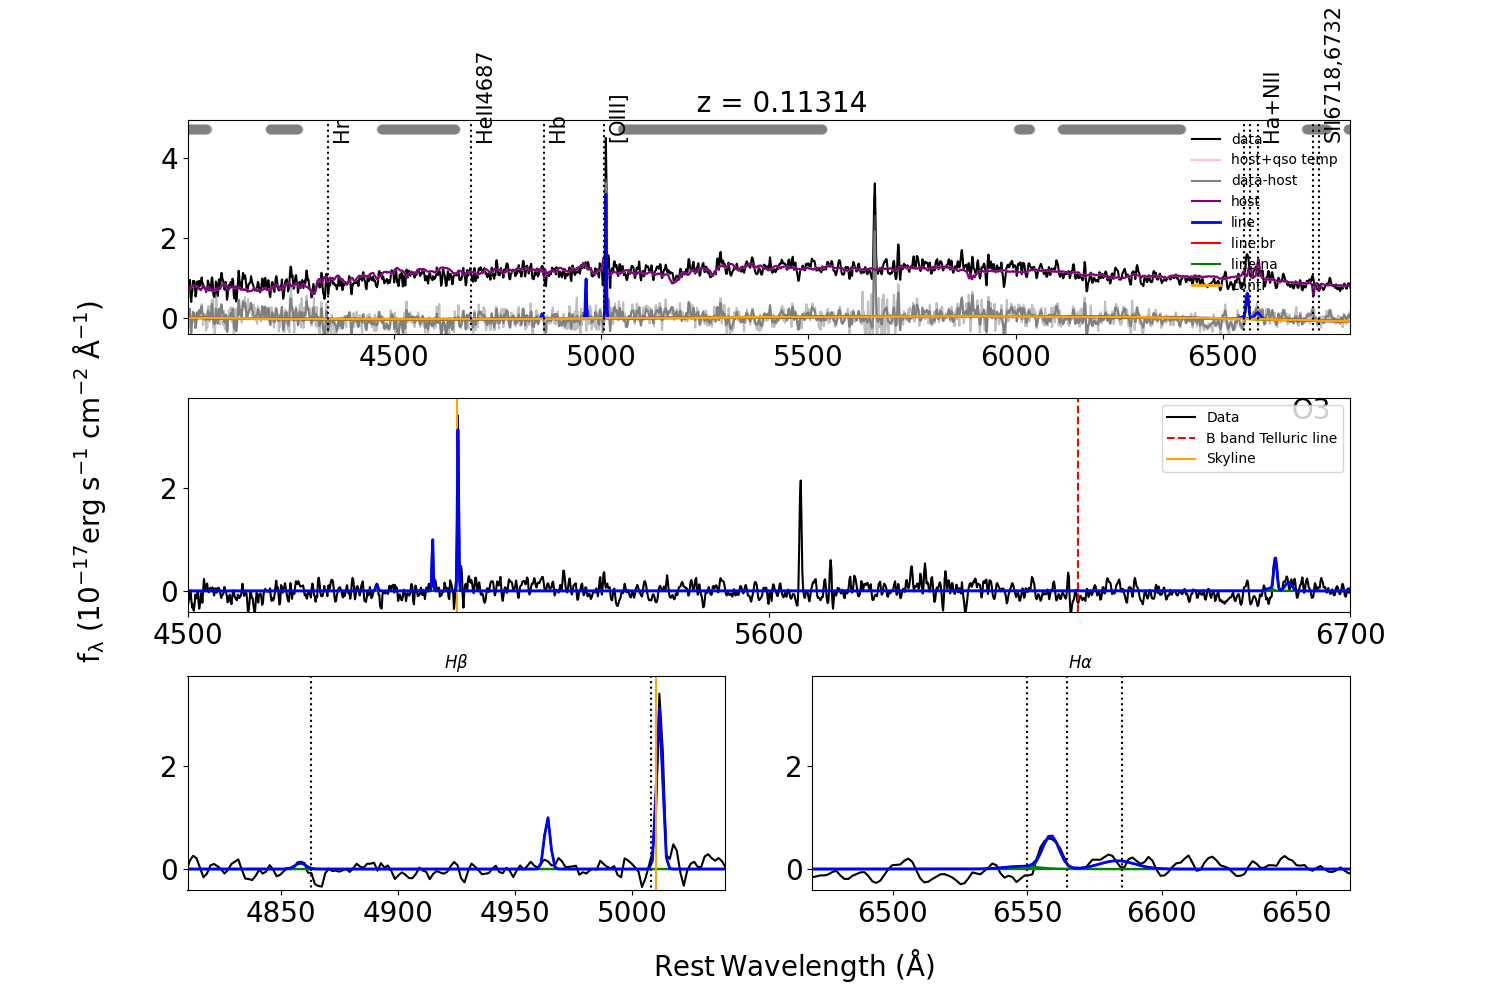 z = 0.11314
Hr
HeII4687
Hb
[OIII]
Ha+NII
SII6718,6732
data
host+qso temp
data-host
host
line
line br
line na
conti
4
2
0
4500
5000
5500
6000
6500
fλ (10−17erg s−1 cm−2 Å−1)
O3
Data
B band Telluric line
Skyline
2
0
4500
5600
6700
Hβ
2
0
4850
4900
4950
5000
Hα
2
0
6500
6550
6600
6650
Rest Wavelength (Å)